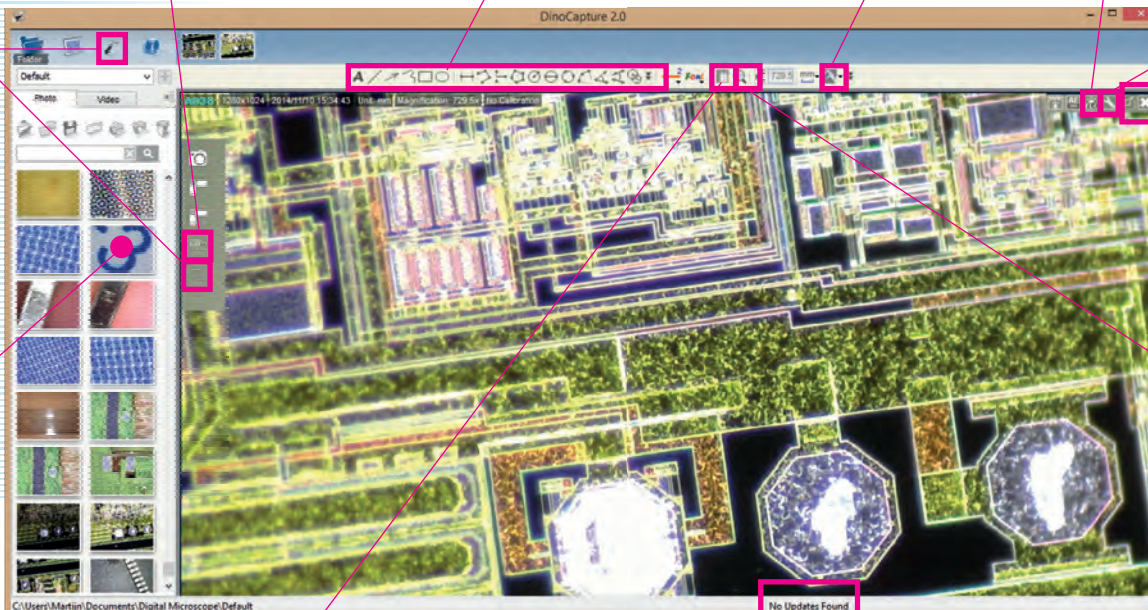 DinoCapture 2.0
Folder
Default
Photo
Video
1280x1024 2014/11/10 15:34:43 Unit: mm Magnification: 729.5x No Calibration
A
729.5 mm
C:\Users\Martijn\Documents\Digital Microscope\Default
No Updates Found